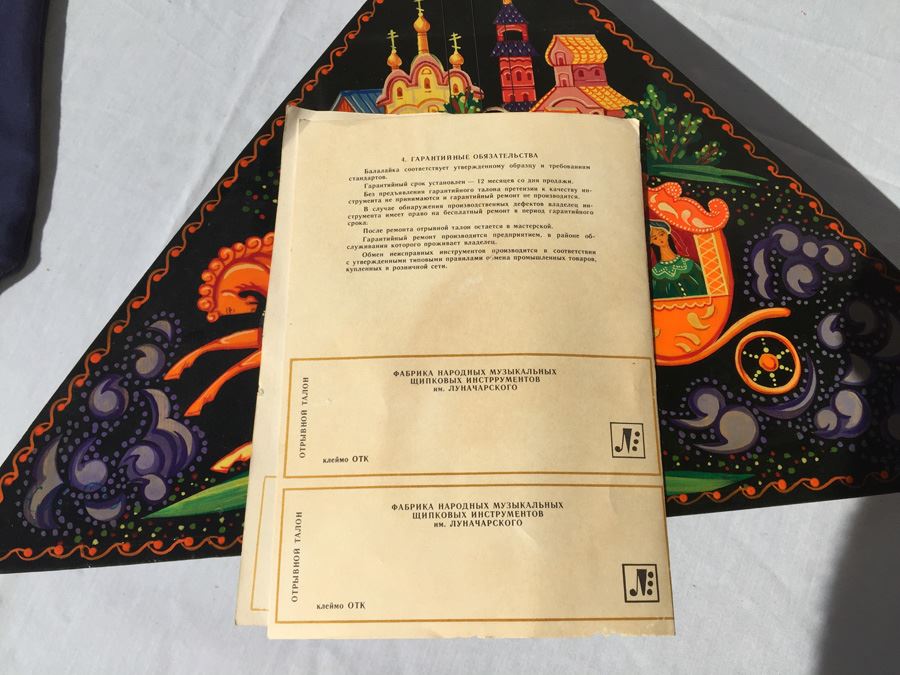 4. ГАРАНТИЙНЫЕ ОБЯЗАТЕЛЬСТВА
Балалайка соответствует утвержденному образцу и требованиям
стандартов.
Гарантийный срок установлен — 12 месяцев со дня продажи.
Без предъявления гарантийного талона претензии к качеству ин-
струмента не принимаются и гарантийный ремонт не производится.
В случае обнаружения производственных дефектов владелец ин-
струмента имеет право на бесплатный ремонт в период гарантийного
срока.
После ремонта отрывной талон остается в мастерской.
Гарантийный ремонт производится предприятием, в районе об-
служивания которого проживает владелец.
Обмен неисправных инструментов производится в соответствии
с утвержденными типовыми правилами обмена промышленных товаров,
купленных в розничной сети.
ОТРЫВНОЙ ТАЛОН
ФАБРИКА НАРОДНЫХ МУЗЫКАЛЬНЫХ
ЩИПКОВЫХ ИНСТРРУМЕНТОВ
им. ЛУНАЧАРСКОГО
клеймо ОТК
ОТРЫВНОЙ ТАЛОН
ФАБРИКА НАРОДНЫХ МУЗЫКАЛЬНЫХ
ЩИПКОВЫХ ИНСТРУМЕНТОВ
им. ЛУНАЧАРСКОГО
клеймо ОТК